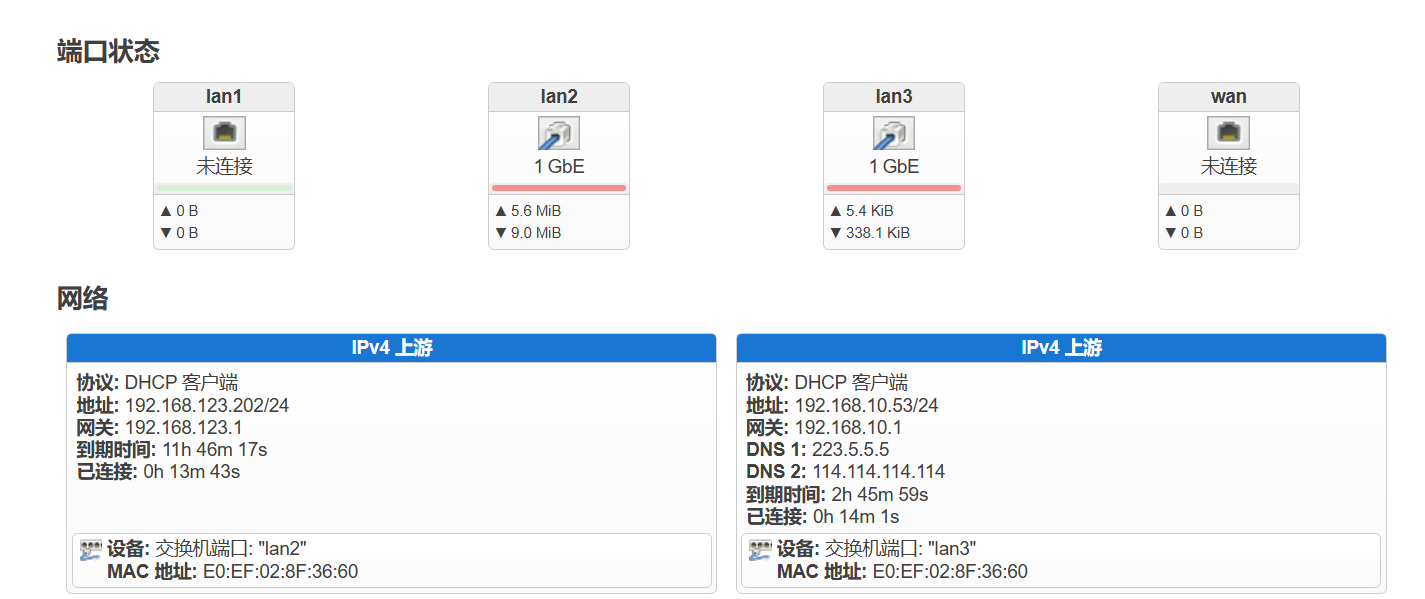 端口状态
lan1
未连接
▲ 0 B
▼ 0 B
lan2
1 GbE
▲ 5.6 MiB
▼ 9.0 MiB
lan3
1 GbE
▲ 5.4 KiB
▼ 338.1 KiB
wan
未连接
▲ 0 B
▼ 0 B
网络
IPv4 上游
协议: DHCP 客户端
地址: 192.168.123.202/24
网关: 192.168.123.1
到期时间: 11h 46m 17s
已连接: 0h 13m 43s
设备: 交换机端口: "lan2"
MAC 地址: E0:EF:02:8F:36:60
IPv4 上游
协议: DHCP 客户端
地址: 192.168.10.53/24
网关: 192.168.10.1
DNS 1: 223.5.5.5
DNS 2: 114.114.114.114
到期时间: 2h 45m 59s
已连接: 0h 14m 1s
设备: 交换机端口: "lan3"
MAC 地址: E0:EF:02:8F:36:60